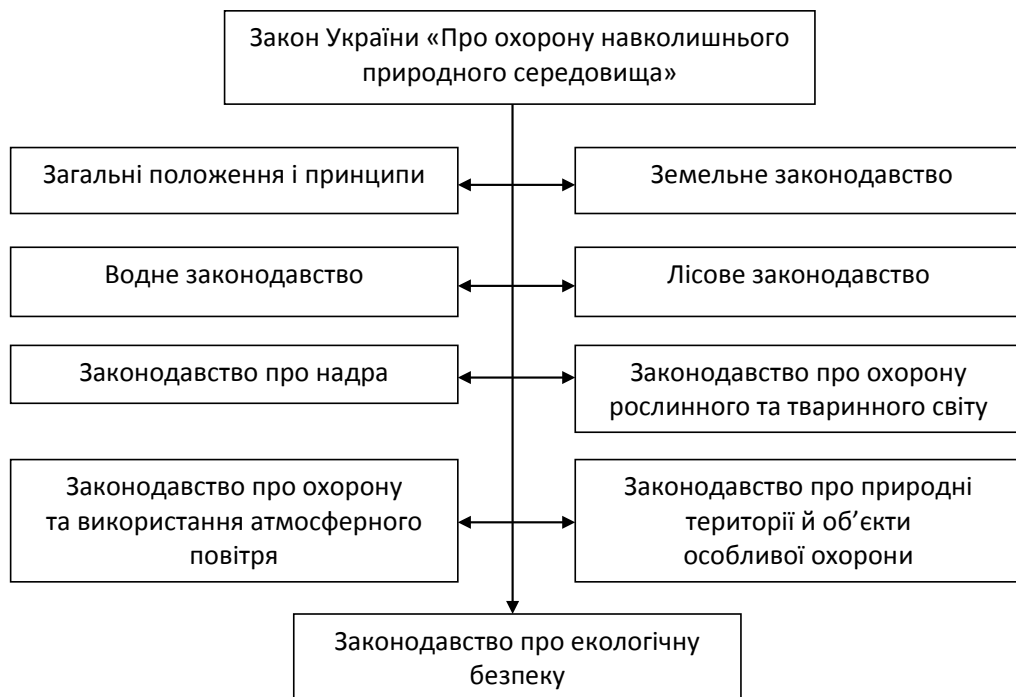 Закон України «Про охорону навколишнього
природного середовища»
Загальні положення і принципи
Земельне законодавство
Водне законодавство
Лісове законодавство
Законодавство про надра
Законодавство про охорону
рослинного та тваринного світу
Законодавство про охорону
та використання атмосферного
повітря
Законодавство про природні
території й об’єкти
особливої охорони
Законодавство про екологічну
безпеку